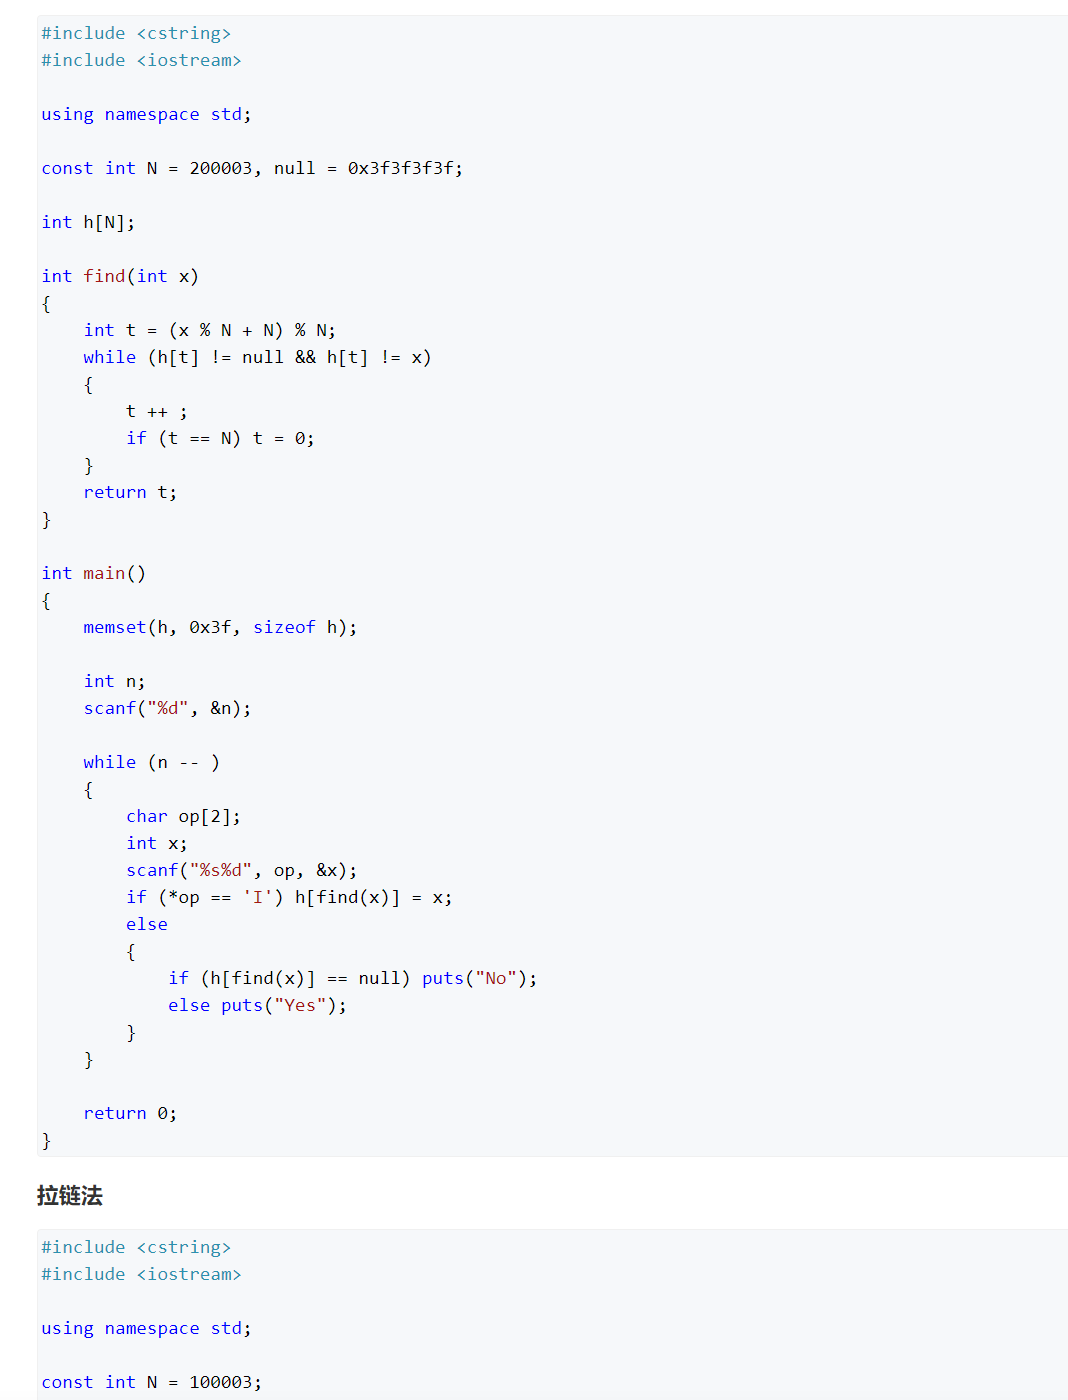 #include <cstring>
#include <iostream>
using namespace std;
const int N = 200003, null = 0x3f3f3f3f;
int h[N];
int find(int x)
{
    int t = (x % N + N) % N;
    while (h[t] != null && h[t] != x)
    {
        t ++ ;
        if (t == N) t = 0;
    }
    return t;
}
int main()
{
    memset(h, 0x3f, sizeof h);
    int n;
    scanf("%d", &n);
    while (n -- )
    {
        char op[2];
        int x;
        scanf("%s%d", op, &x);
        if (*op == 'I') h[find(x)] = x;
        else
        {
            if (h[find(x)] == null) puts("No");
            else puts("Yes");
        }
    }
    return 0;
}
拉链法
#include <cstring>
#include <iostream>
using namespace std;
const int N = 100003;